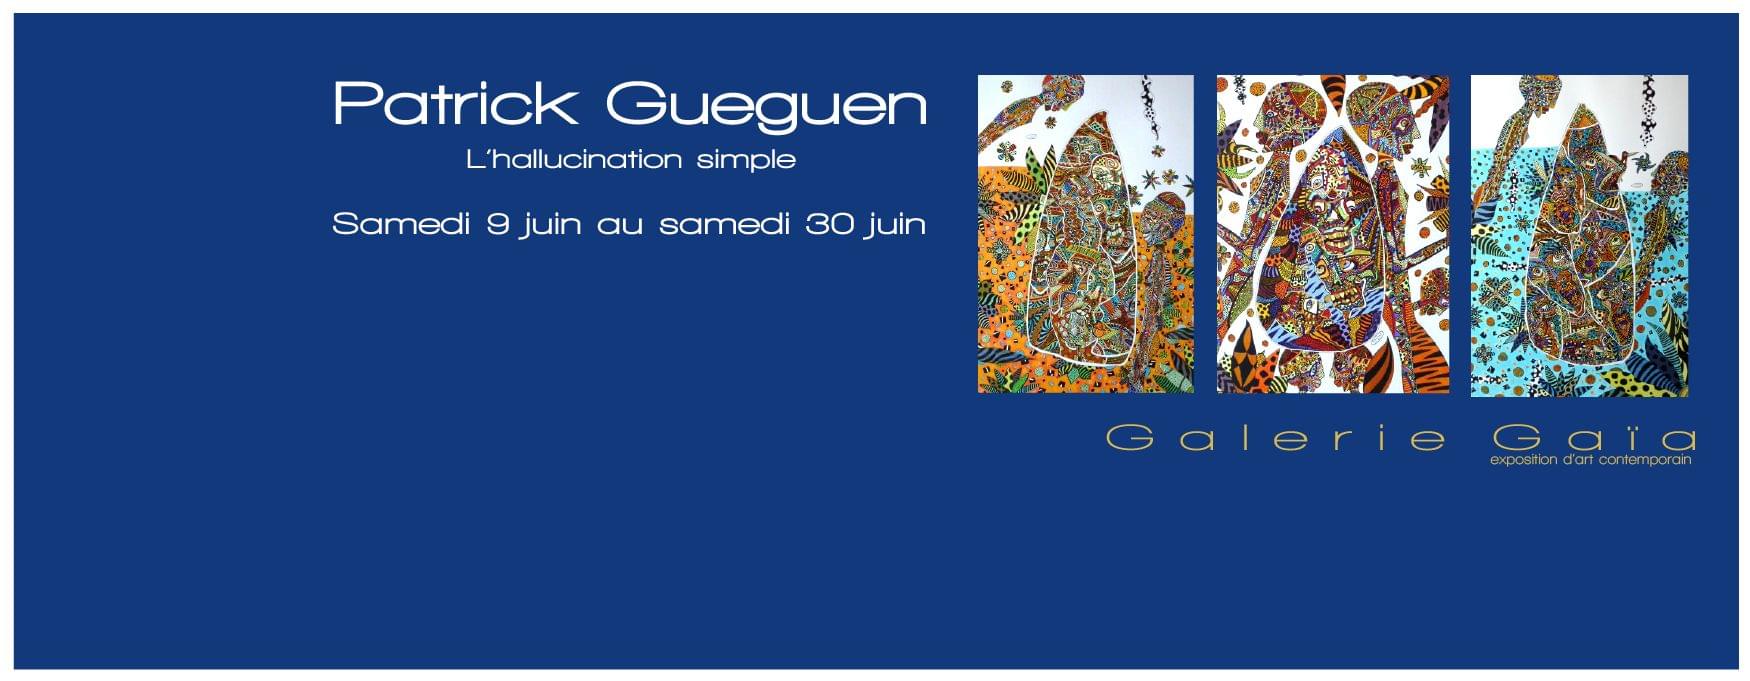 Patrick Gueguen
L'hallucination simple
Samedi 9 juin au samedi 30 juin
Galerie Gaïa
exposition d'art contemporain